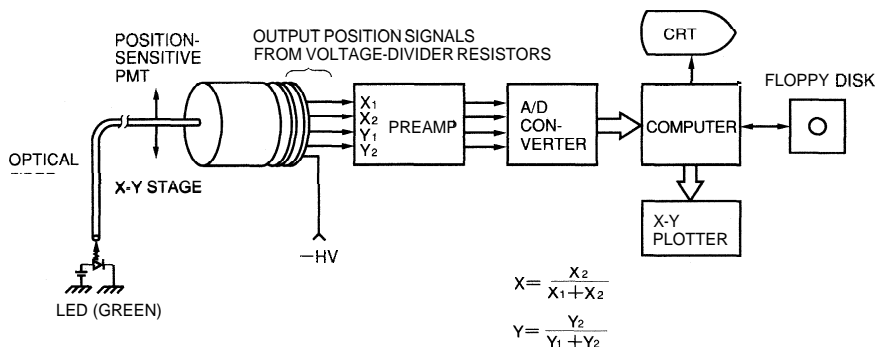 POSITION-
SENSITIVE
PMT
OUTPUT POSITION SIGNALS
FROM VOLTAGE-DIVIDER RESISTORS
CRT
FLOPPY DISK
X1
X2
Y1
Y2
PREAMP
A/D
CON-
VERTER
COMPUTER
OPTICAL
X-Y STAGE
X-Y
PLOTTER
-HV
LED (GREEN)
X= X2 / X1+X2
Y= Y2 / Y1+Y2